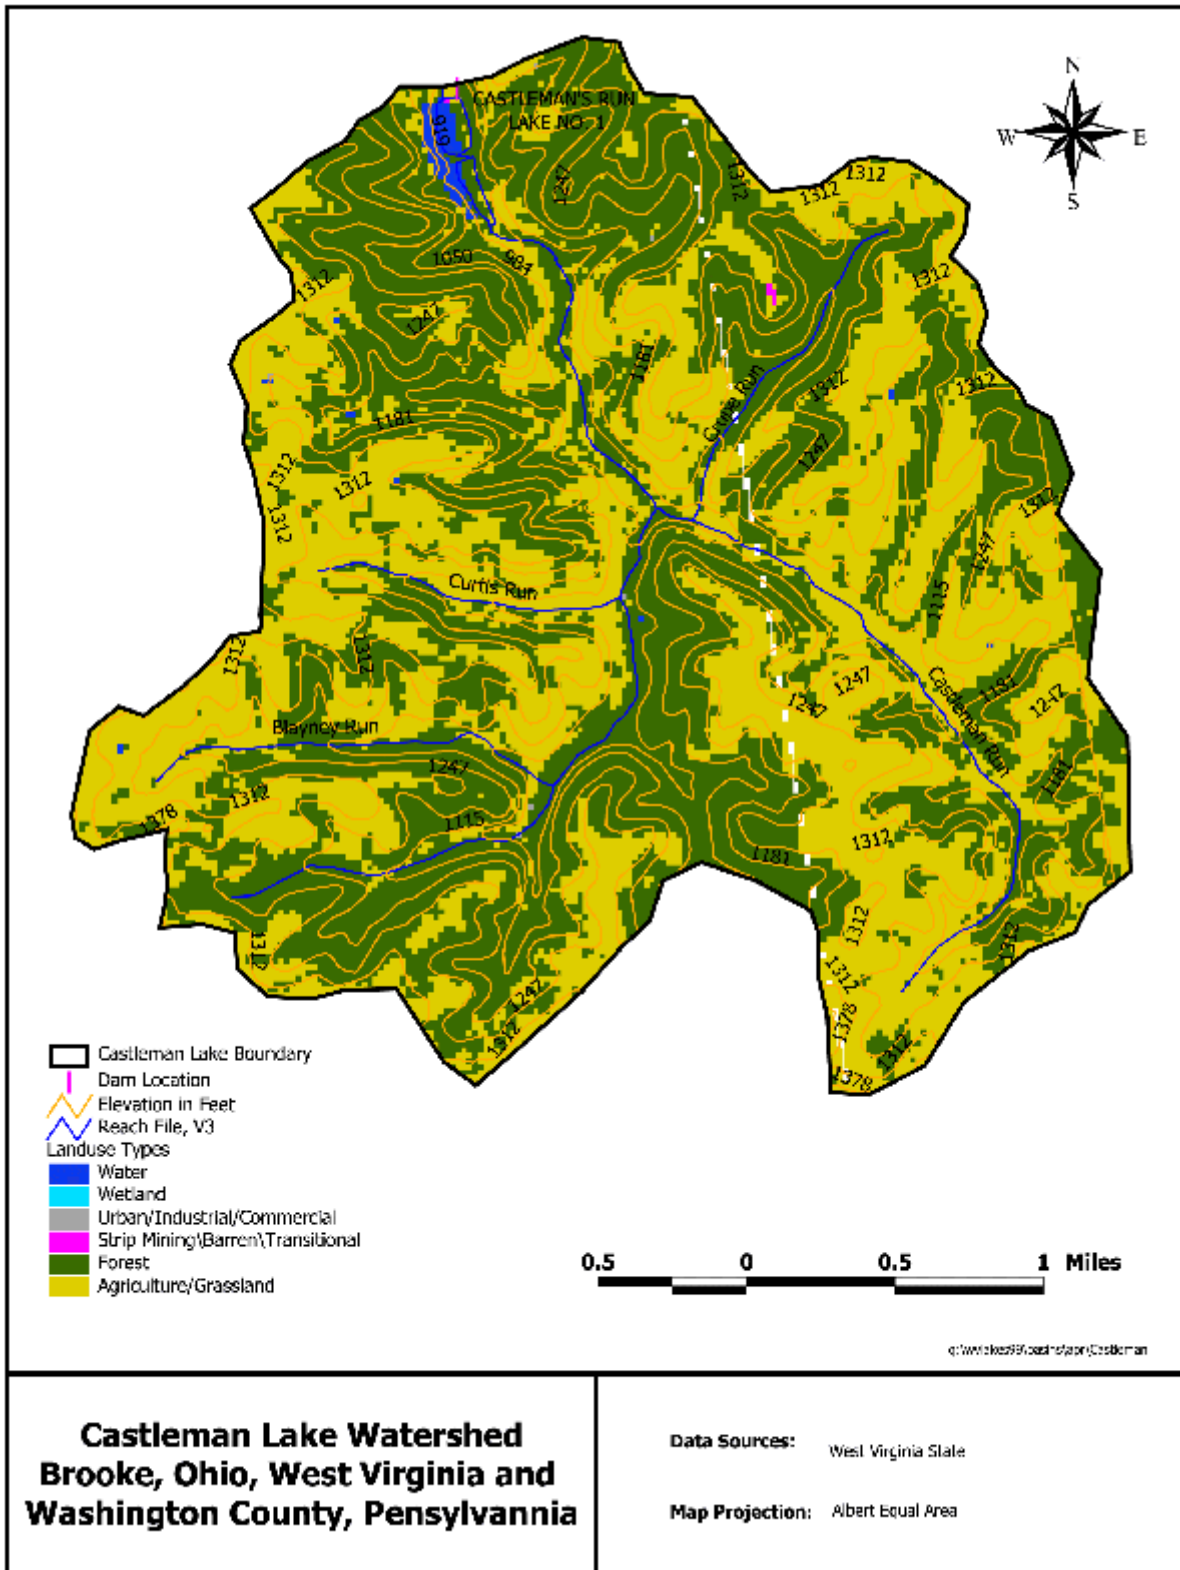 N
W E
S
CASTLEMAN'S RUN
LAKE NO. 1
919
1247
1312
1312
1312
1050
984
1312
1312
1247
1181
Crupe Run
1312
1312
1181
1247
1312
1312
1312
1312
1247
1115
Curtis Run
1312
1312
1247
1247
Castleman Run
1181
1247
Blayney Run
1247
1181
1378
1312
1115
1312
1181
1312
1312
1312
1247
1312
1312
1378
1312
1378
Castleman Lake Boundary
Dam Location
Elevation in Feet
Reach File, V3
Landuse Types
Water
Wetland
Urban/Industrial/Commercial
Strip Mining\Barren\Transitional
Forest
Agriculture/Grassland
0.5 0 0.5 1 Miles
Castleman Lake Watershed
Brooke, Ohio, West Virginia and
Washington County, Pensylvannia
Data Sources: West Virginia State
Map Projection: Albert Equal Area